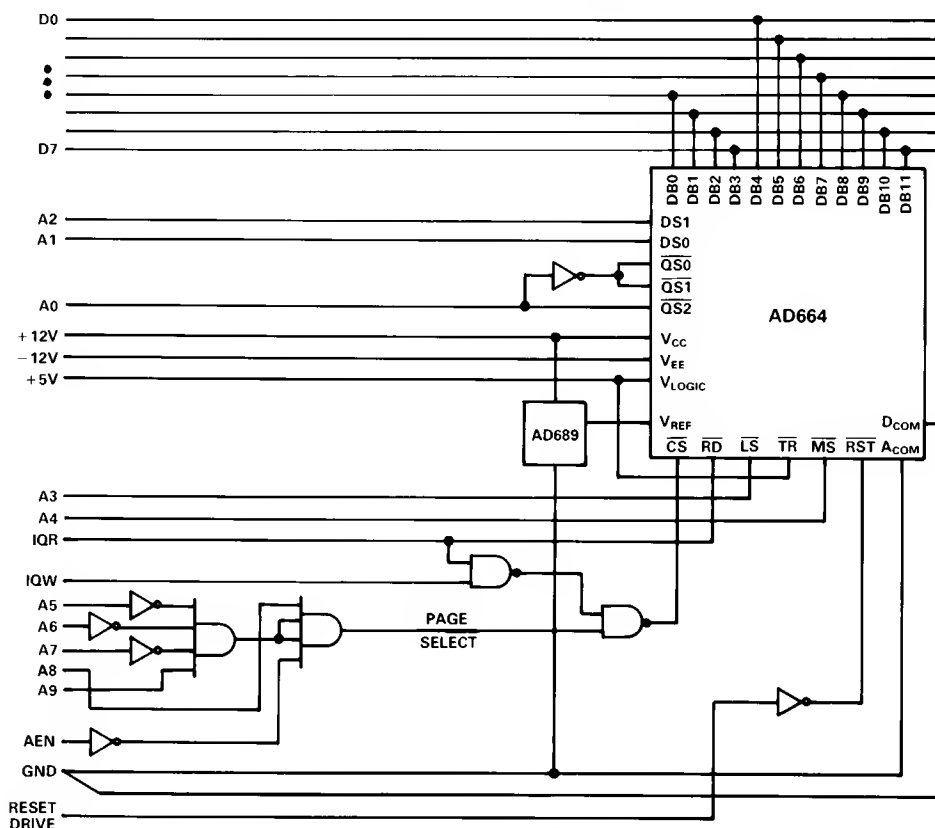 D0
D7
DB0
DB1
DB2
DB3
DB4
DB5
DB6
DB7
DB8
DB9
DB10
DB11
A2
A1
DS1
DS0
QS0
QS1
QS2
A0
AD664
+12V
−12V
+5V
VCC
VEE
VLOGIC
AD689
VREF
DCOM
CS RD LS TR MS RST ACOM
A3
A4
IQR
IQW
A5
A6
A7
A8
A9
PAGE
SELECT
AEN
GND
RESET
DRIVE